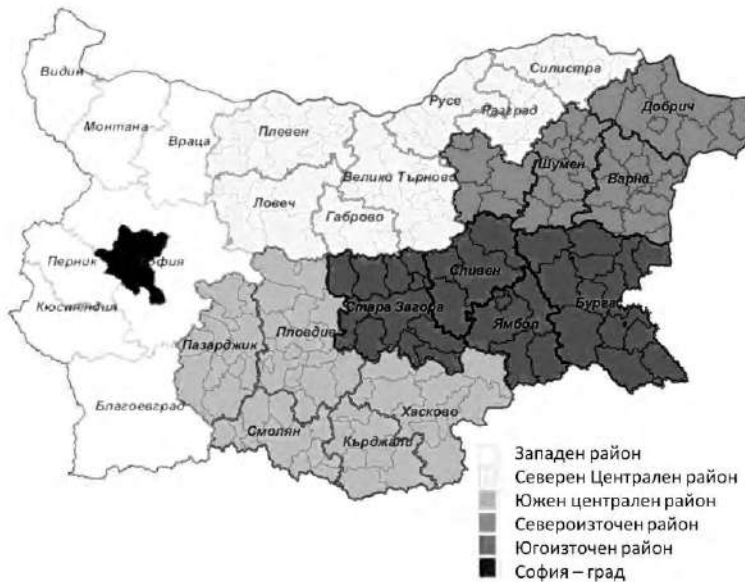 Видин
Монтана
Враца
Плевен
Ловеч
Габрово
Велико Търново
Русе
Разград
Силистра
Добрич
Шумен
Варна
Перник
София
Кюстендил
Благоевград
Пазарджик
Пловдив
Смолян
Кърджали
Хасково
Стара Загора
Сливен
Ямбол
Бургас
Западен район
Северен Централен район
Южен централен район
Североизточен район
Югоизточен район
София – град